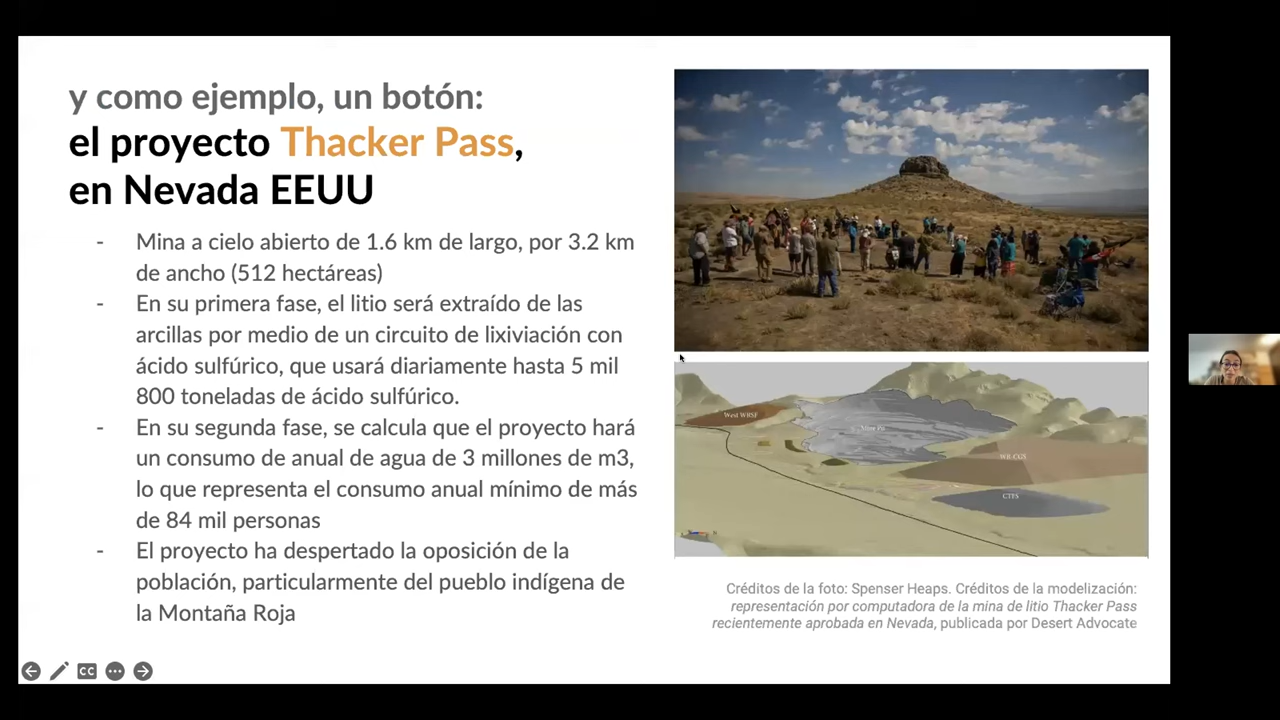 y como ejemplo, un botón:
el proyecto Thacker Pass,
en Nevada EEUU
- Mina a cielo abierto de 1.6 km de largo, por 3.2 km
de ancho (512 hectáreas)
- En su primera fase, el litio será extraído de las
arcillas por medio de un circuito de lixiviación con
ácido sulfúrico, que usará diariamente hasta 5 mil
800 toneladas de ácido sulfúrico.
- En su segunda fase, se calcula que el proyecto hará
un consumo de anual de agua de 3 millones de m3,
lo que representa el consumo anual mínimo de más
de 84 mil personas
- El proyecto ha despertado la oposición de la
población, particularmente del pueblo indígena de
la Montaña Roja
West WRSF
CTFS
Créditos de la foto: Spenser Heaps. Créditos de la modelización:
representación por computadora de la mina de litio Thacker Pass
recientemente aprobada en Nevada, publicada por Desert Advocate
CC